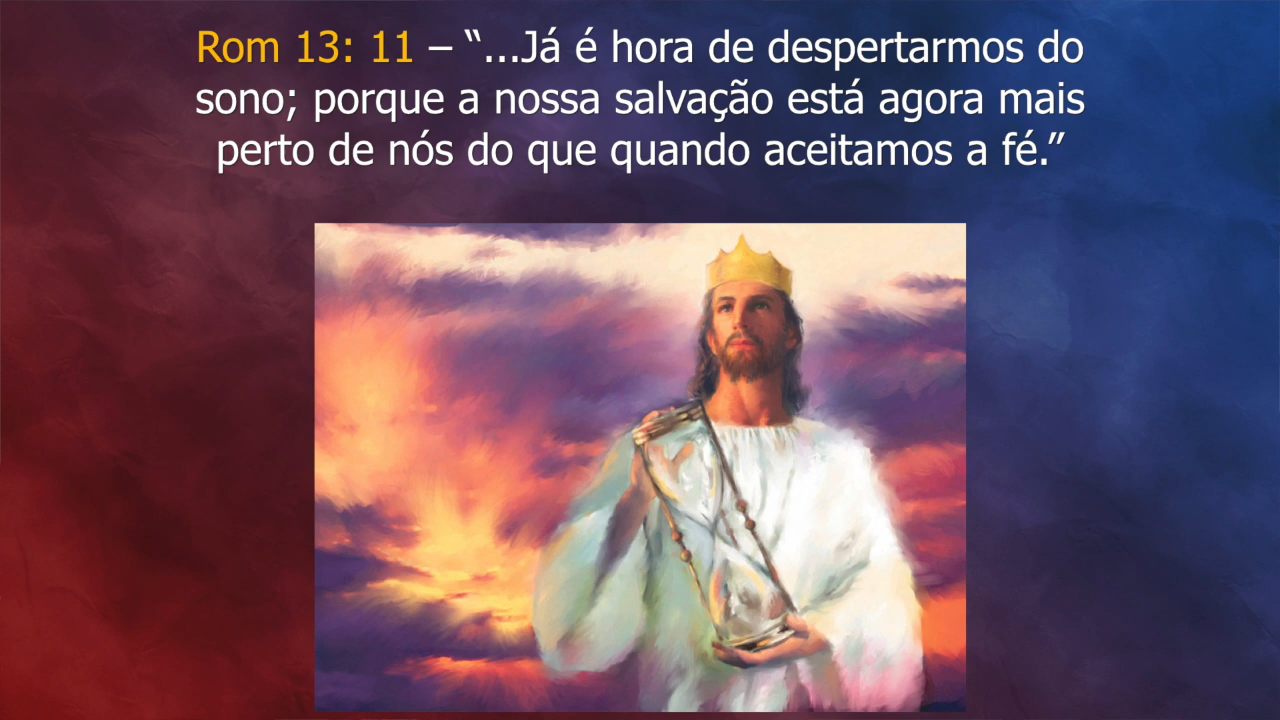 Rom 13: 11 – “...Já é hora de despertarmos do
sono; porque a nossa salvação está agora mais
perto de nós do que quando aceitamos a fé.”